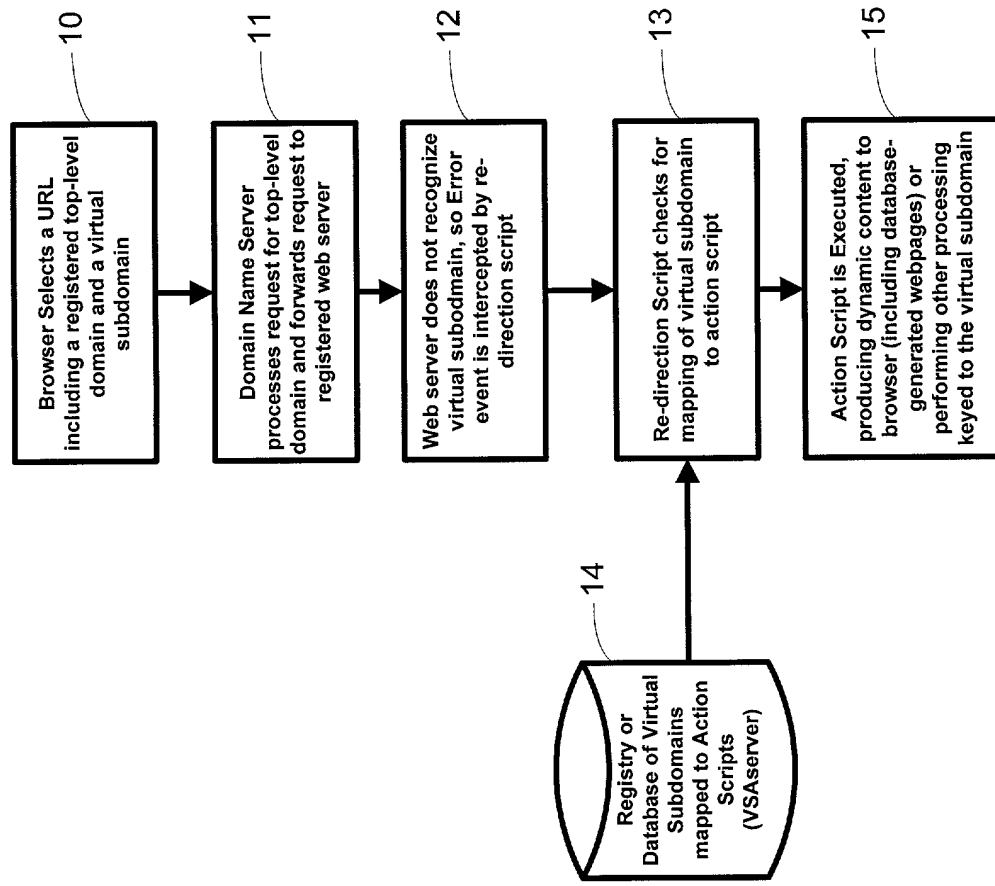 Browser Selects a URL
including a registered top-level
domain and a virtual
subdomain
10
Domain Name Server
processes request for top-level
domain and forwards request to
registered web server
11
Web server does not recognize
virtual subodmain, so Error
event is intercepted by re-
direction script
12
Re-direction Script checks for
mapping of virtual subdomain
to action script
13
Registry or
Database of Virtual
Subdomains
mapped to Action
Scripts
(VSAserver)
14
Action Script is Executed,
producing dynamic content to
browser (including database-
generated webpages) or
performing other processing
keyed to the virtual subdomain
15